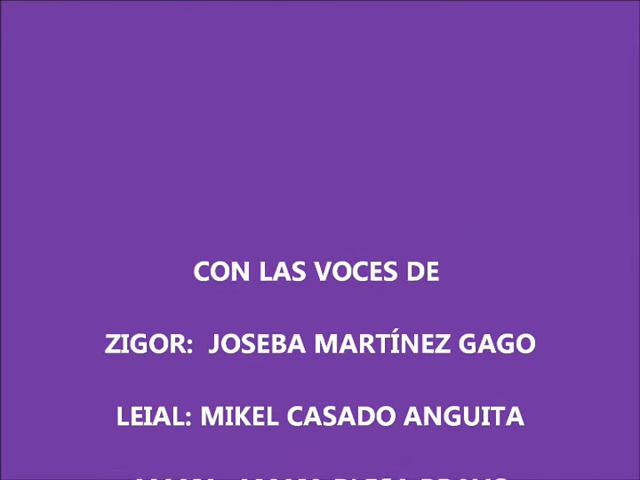 CON LAS VOCES DE
ZIGOR: JOSEBA MARTÍNEZ GAGO
LEIAL: MIKEL CASADO ANGUITA